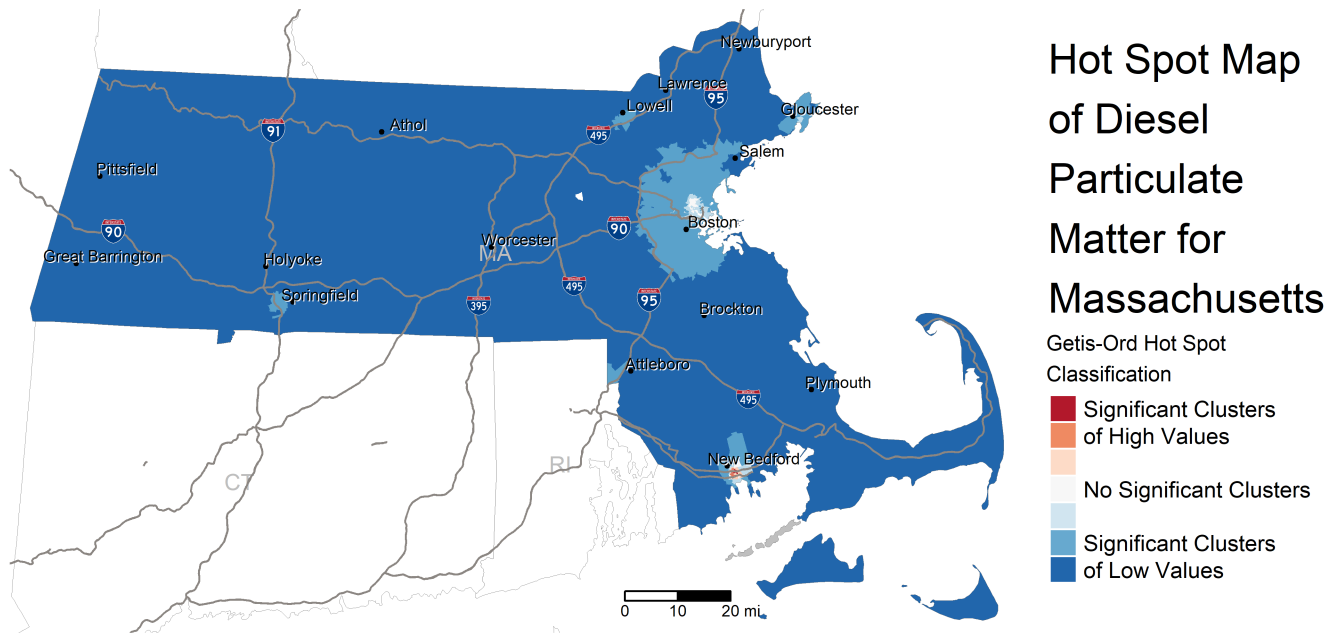 Hot Spot Map
of Diesel
Particulate
Matter for
Massachusetts
Getis-Ord Hot Spot
Classification
Significant Clusters
of High Values
No Significant Clusters
Significant Clusters
of Low Values
Newburyport
Lawrence
95
Lowell
Gloucester
91
Athol
495
Salem
Pittsfield
90
Boston
90
Worcester
MA
Great Barrington
Holyoke
495
Springfield
395
95
Brockton
Attleboro
Plymouth
495
New Bedford
RI
CT
0 10 20 mi